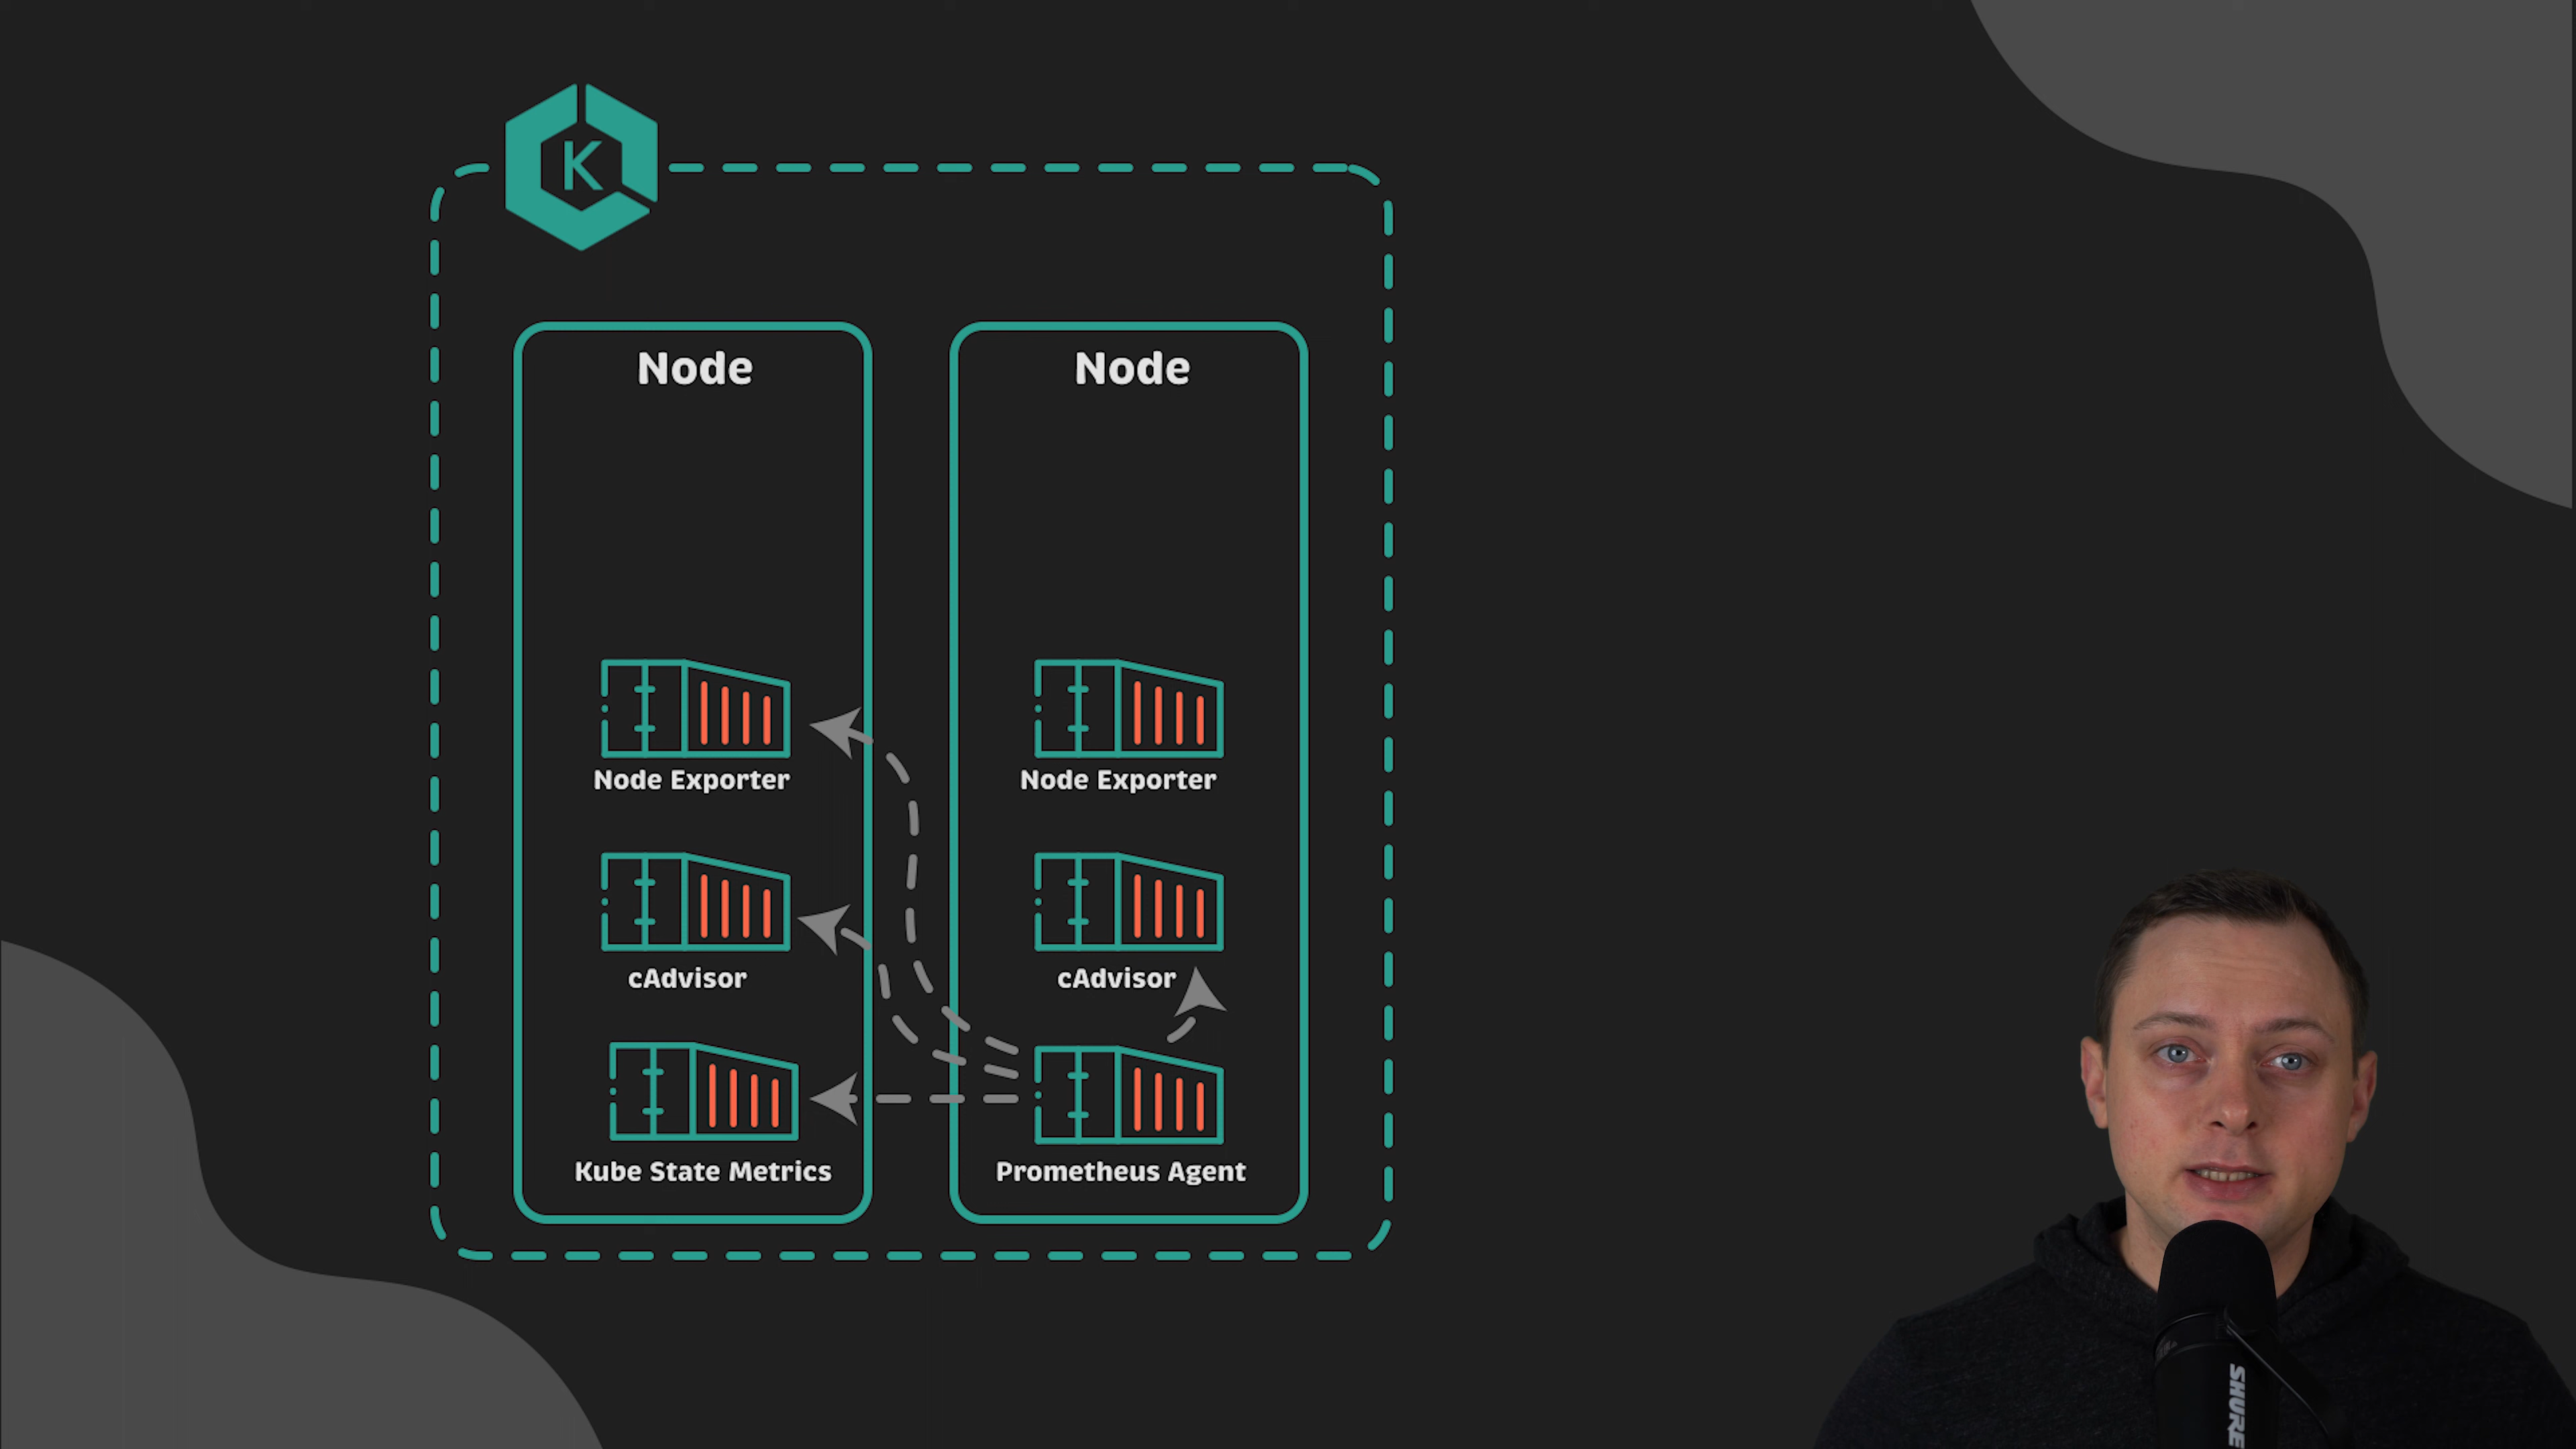 K
Node
Node Exporter
cAdvisor
Kube State Metrics
Node
Node Exporter
cAdvisor
Prometheus Agent
SHURE